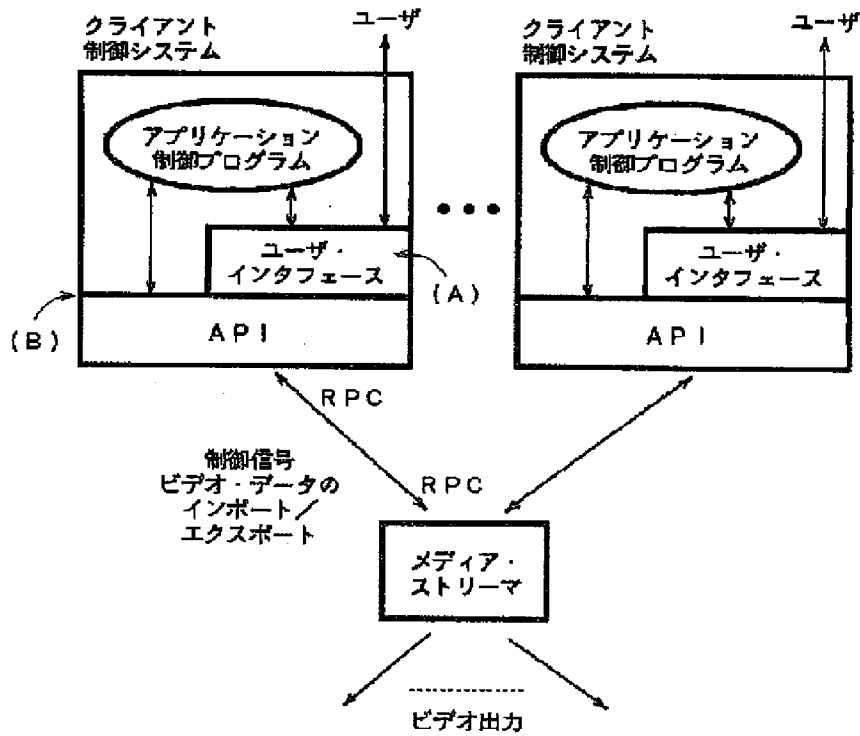 クライアント
制御システム
ユーザ
アプリケーション
制御プログラム
ユーザ・
インタフェース
(A)
(B)
API
クライアント
制御システム
ユーザ
アプリケーション
制御プログラム
ユーザ・
インタフェース
API
RPC
制御信号
ビデオ・データの
インポート/
エクスポート
RPC
メディア・
ストリーマ
ビデオ出力